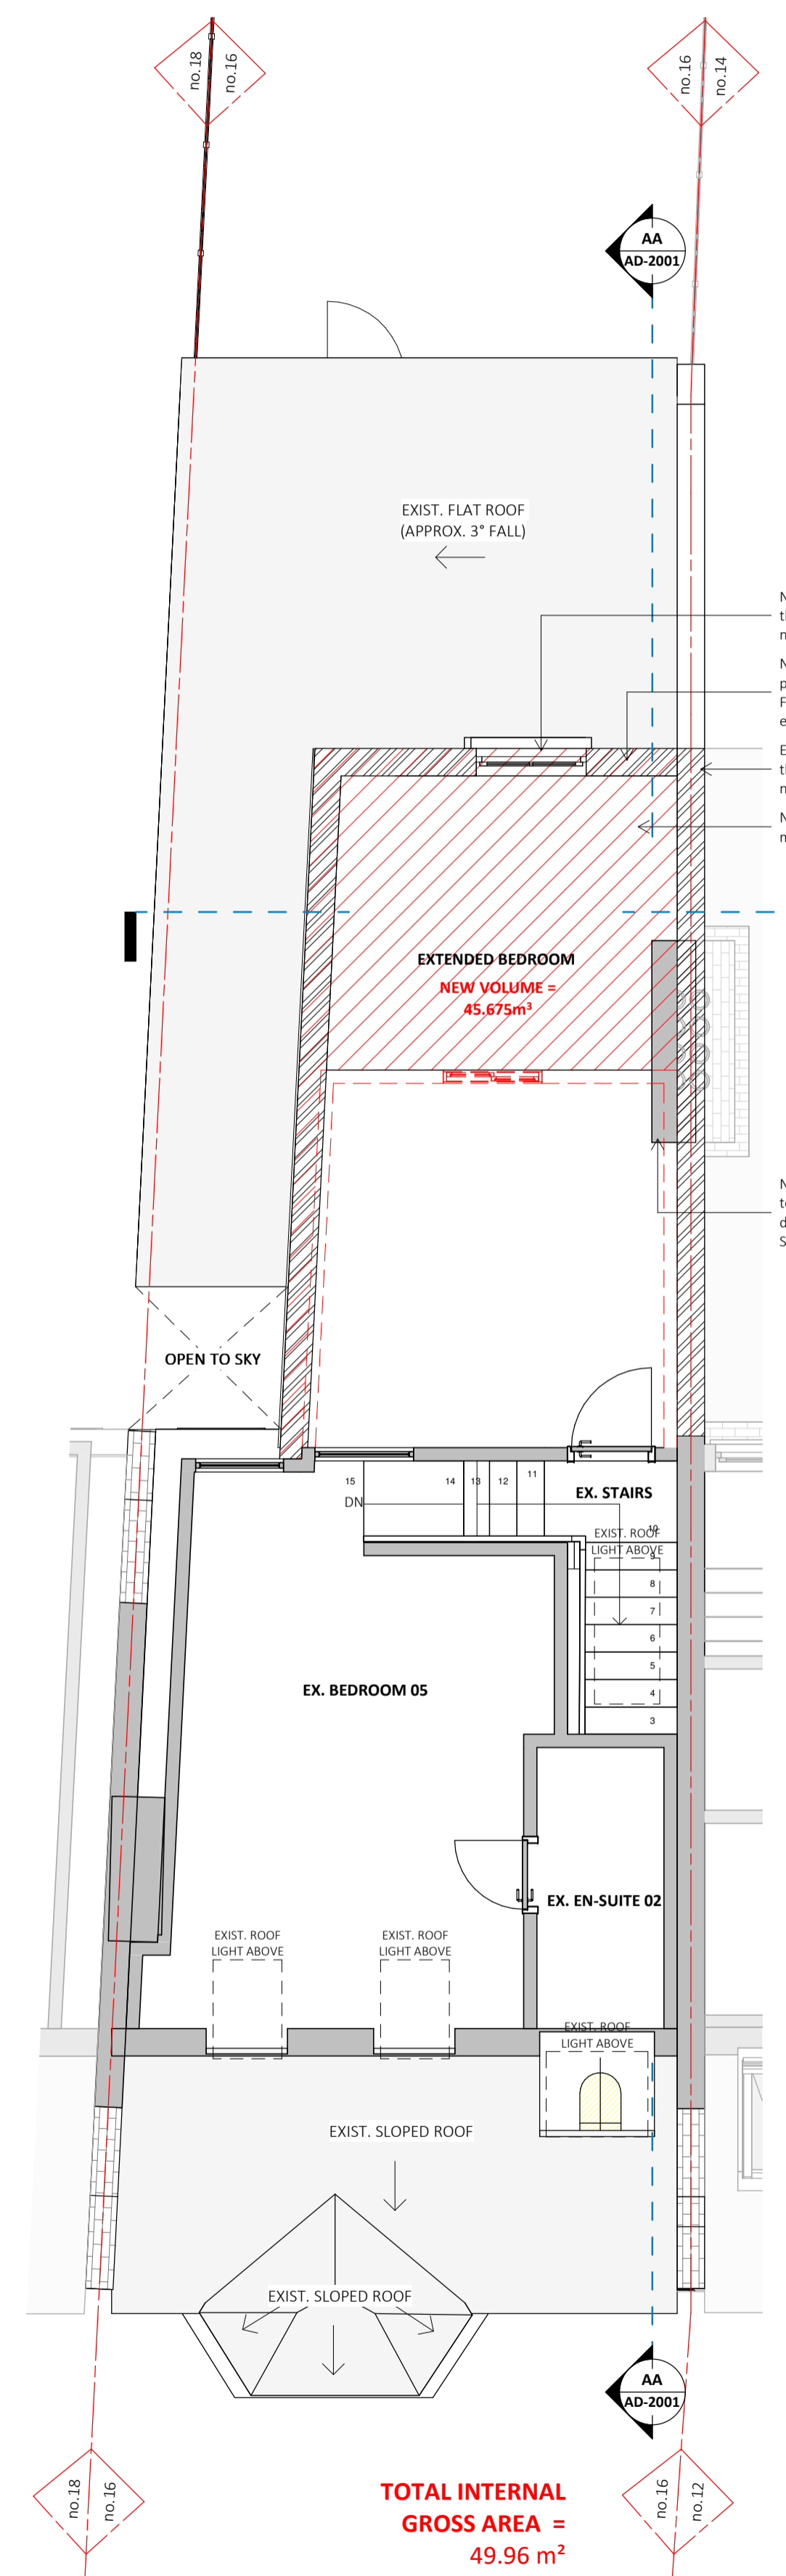 no.18
no.16
no.16
no.14
AA
AD-2001
EXIST. FLAT ROOF
(APPROX. 3° FALL)
EXTENDED BEDROOM
NEW VOLUME =
45.675m³
OPEN TO SKY
15
14
13
12
11
DN
EX. STAIRS
10
EXIST. ROOF
LIGHT ABOVE
9
8
7
6
5
4
3
EX. BEDROOM 05
EX. EN-SUITE 02
EXIST. ROOF
LIGHT ABOVE
EXIST. ROOF
LIGHT ABOVE
EXIST. ROOF
LIGHT ABOVE
EXIST. SLOPED ROOF
EXIST. SLOPED ROOF
AA
AD-2001
no.18
no.16
no.16
no.12
TOTAL INTERNAL
GROSS AREA =
49.96 m²